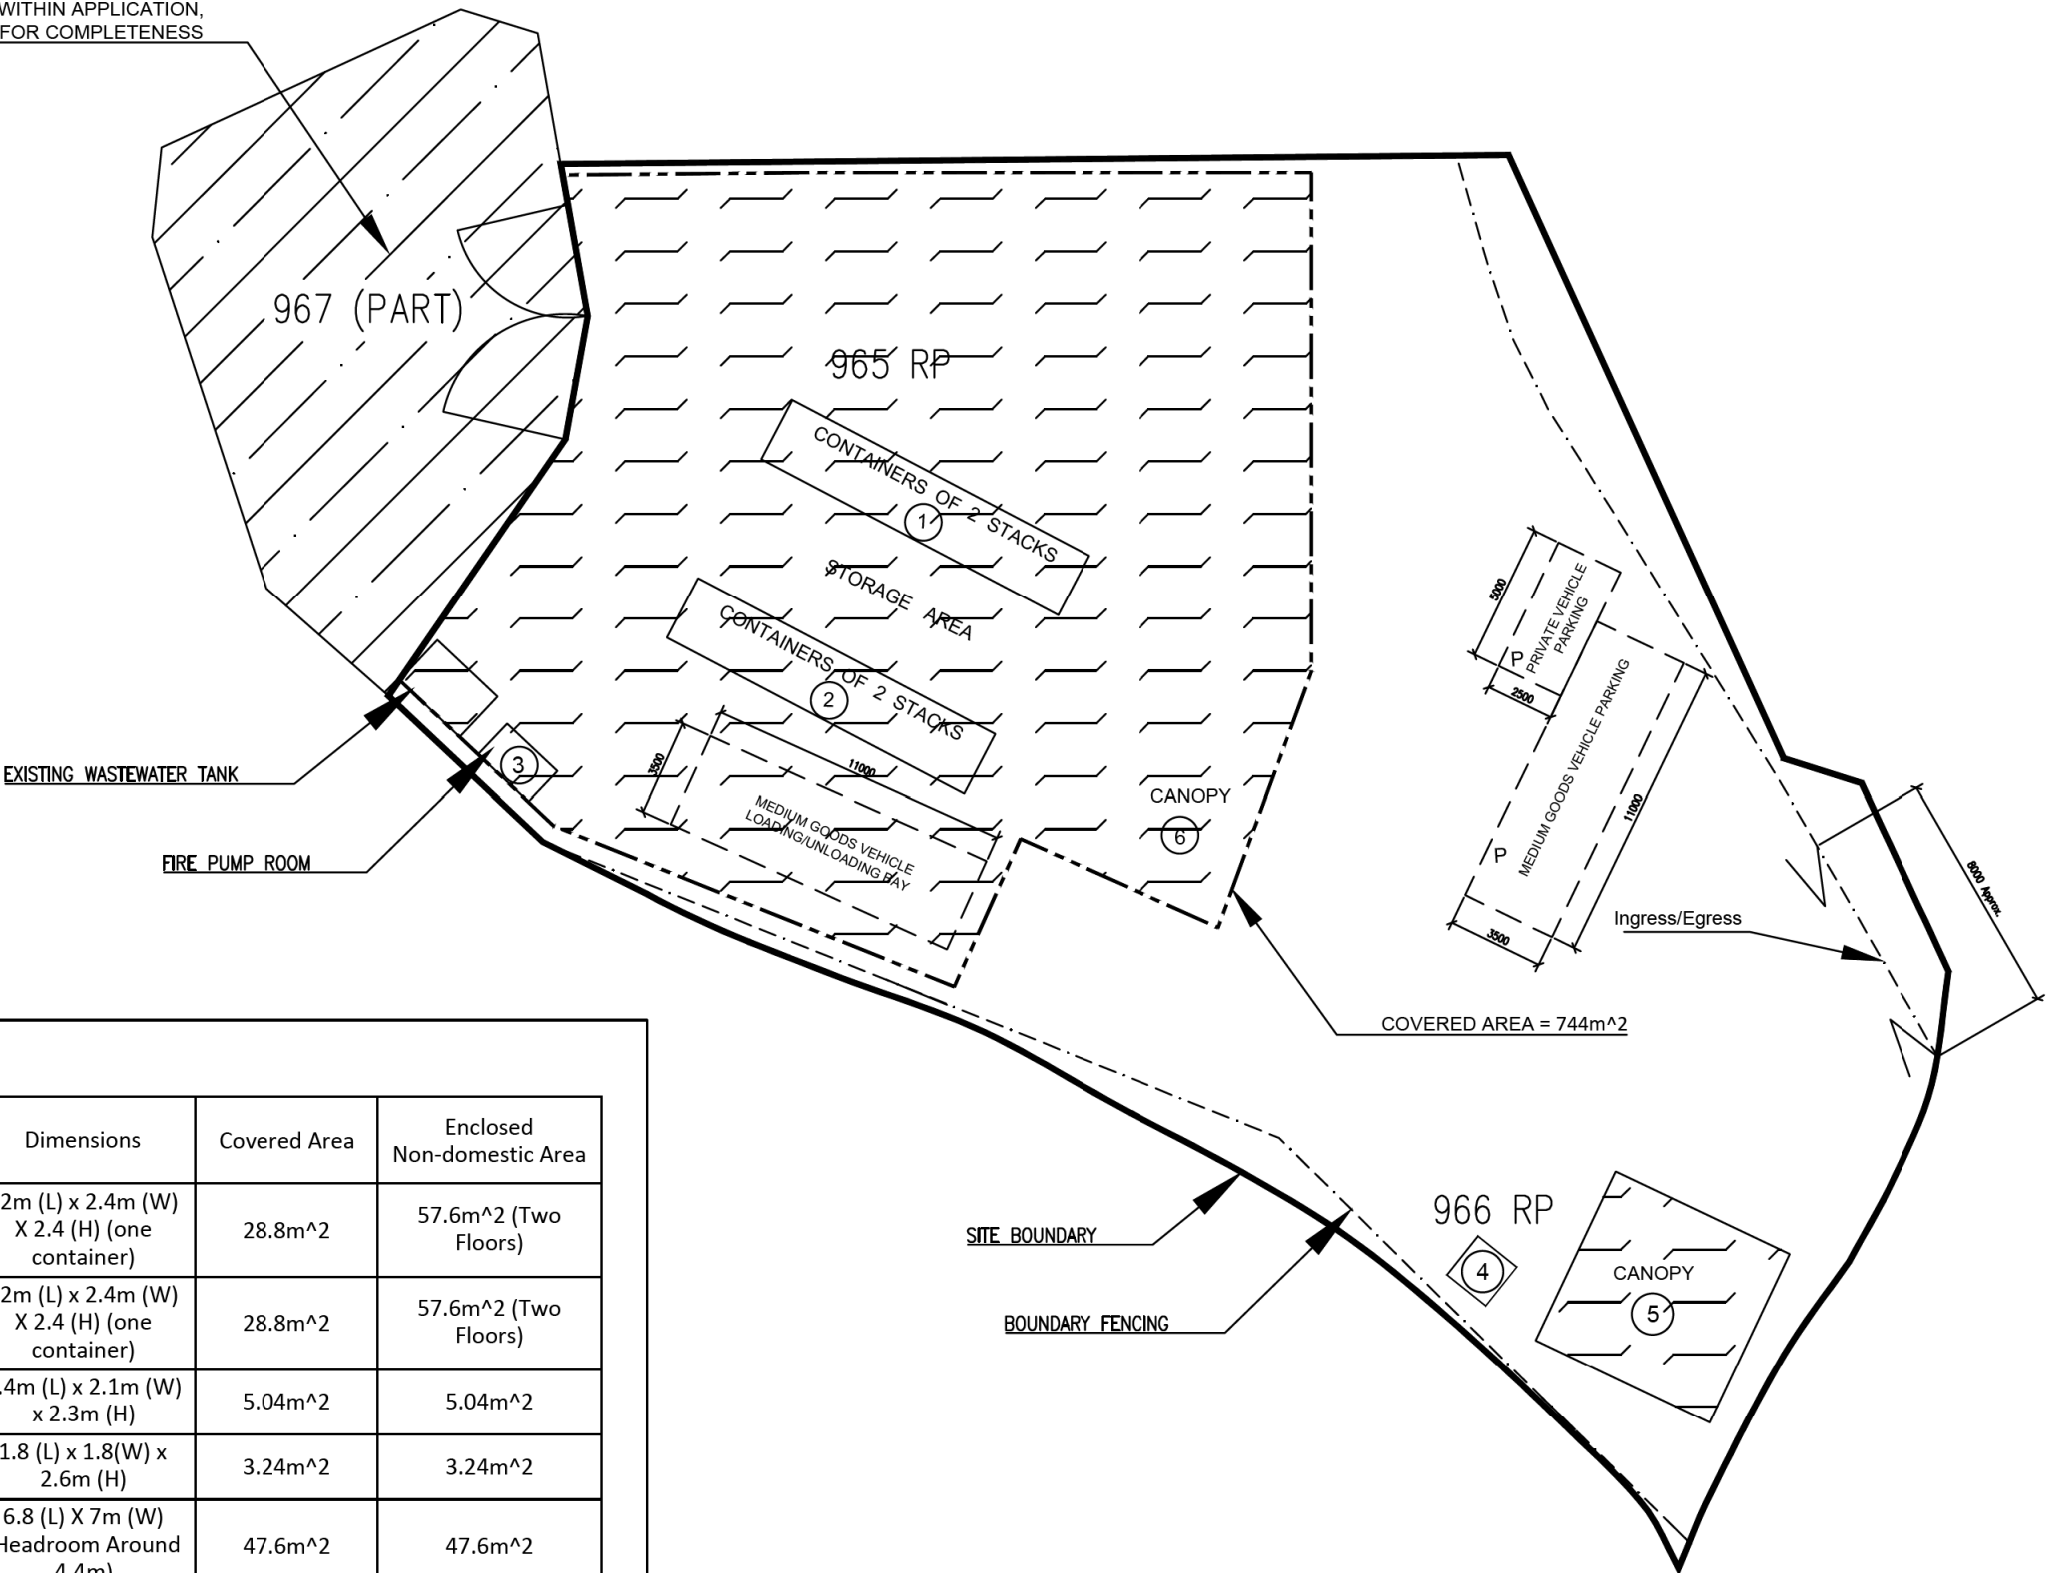 WITHIN APPLICATION,
FOR COMPLETENESS
967 (PART)
965 RP
CONTAINERS OF 2 STACKS
1
STORAGE AREA
CONTAINERS OF 2 STACKS
2
3500
11000
MEDIUM GOODS VEHICLE
LOADING/UNLOADING BAY
3
EXISTING WASTEWATER TANK
FIRE PUMP ROOM
CANOPY
6
5000
PRIVATE VEHICLE
PARKING
P
2500
MEDIUM GOODS VEHICLE PARKING
P
11000
3500
8000 Approx.
Ingress/Egress
COVERED AREA = 744m^2
SITE BOUNDARY
BOUNDARY FENCING
966 RP
4
CANOPY
5
Dimensions
Covered Area
Enclosed
Non-domestic Area
2m (L) x 2.4m (W)
X 2.4 (H) (one
container)
28.8m^2
57.6m^2 (Two
Floors)
2m (L) x 2.4m (W)
X 2.4 (H) (one
container)
28.8m^2
57.6m^2 (Two
Floors)
.4m (L) x 2.1m (W)
x 2.3m (H)
5.04m^2
5.04m^2
1.8 (L) x 1.8(W) x
2.6m (H)
3.24m^2
3.24m^2
6.8 (L) X 7m (W)
Headroom Around
4.4m)
47.6m^2
47.6m^2